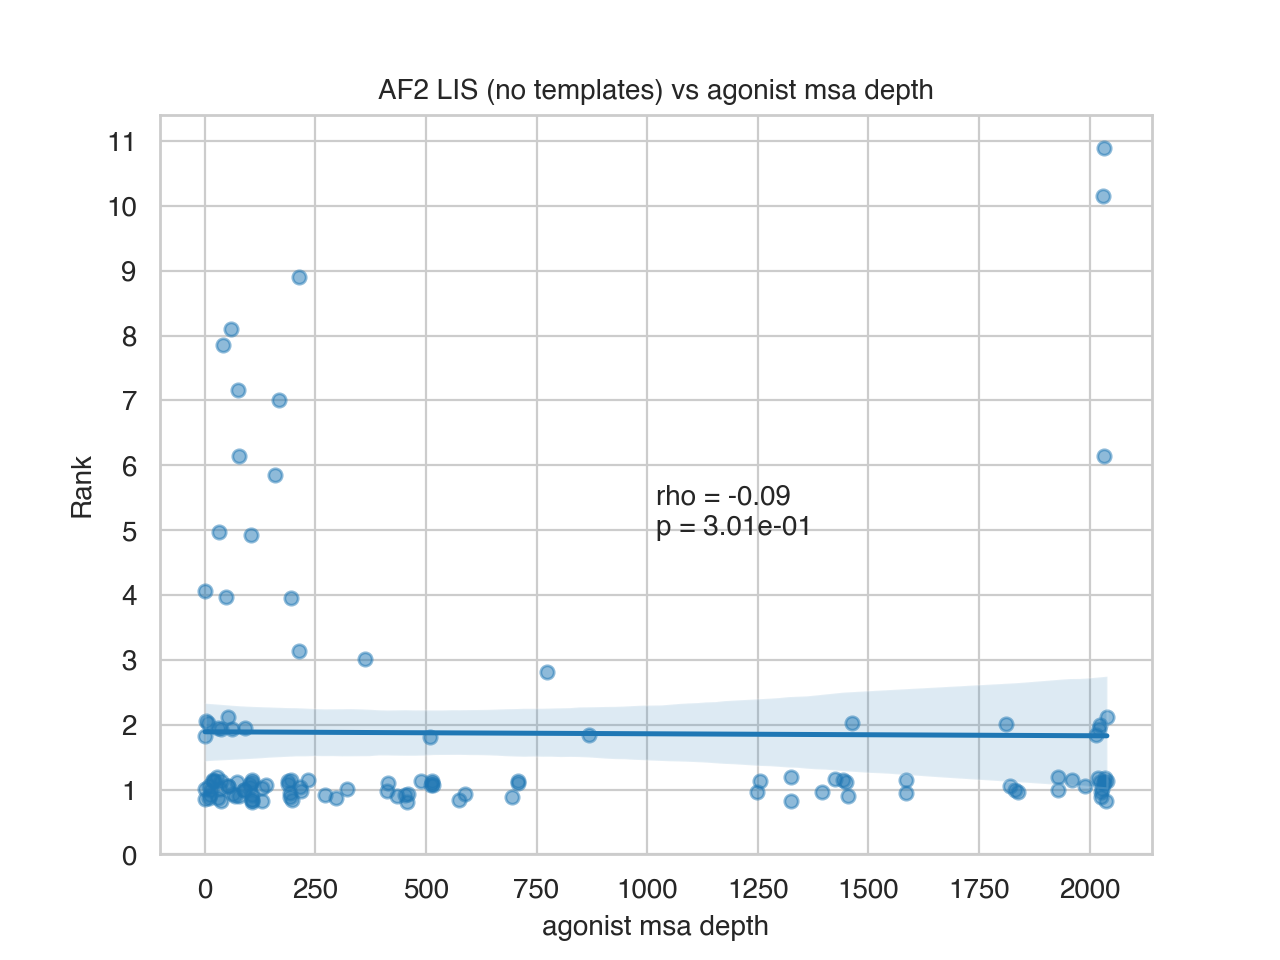 AF2 LIS (no templates) vs agonist msa depth
11
10
9
8
7
6
5
4
3
2
1
0
Rank
rho = -0.09
p = 3.01e-01
0 250 500 750 1000 1250 1500 1750 2000
agonist msa depth